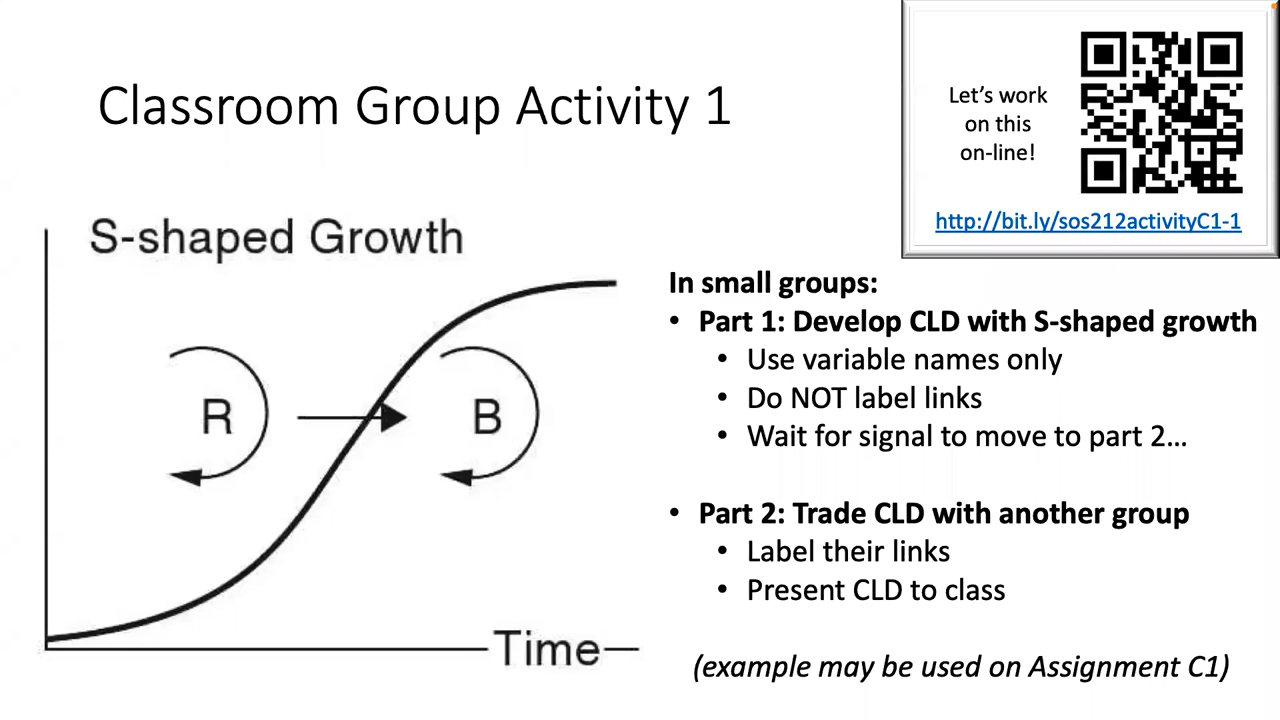 Classroom Group Activity 1
Let’s work
on this
on-line!
http://bit.ly/sos212activityC1-1
S-shaped Growth
R
B
Time
In small groups:
• Part 1: Develop CLD with S-shaped growth
• Use variable names only
• Do NOT label links
• Wait for signal to move to part 2…
• Part 2: Trade CLD with another group
• Label their links
• Present CLD to class
(example may be used on Assignment C1)